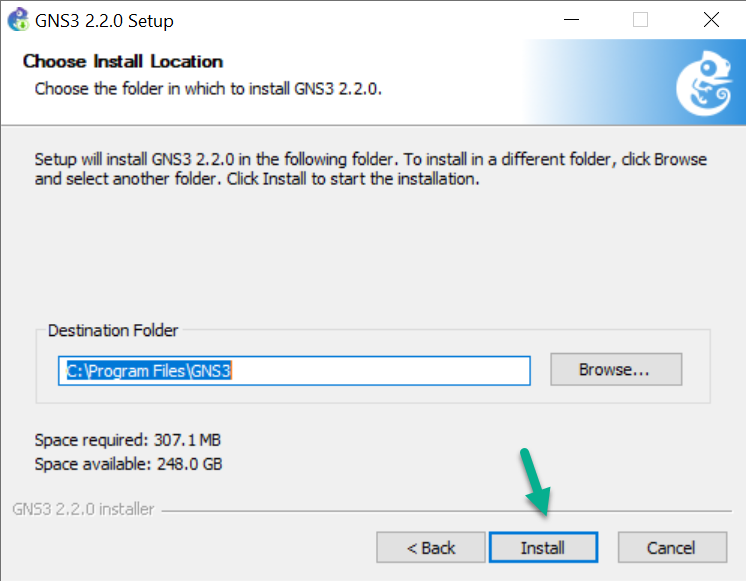 GNS3 2.2.0 Setup
Choose Install Location
Choose the folder in which to install GNS3 2.2.0.
Setup will install GNS3 2.2.0 in the following folder. To install in a different folder, click Browse
and select another folder. Click Install to start the installation.
Destination Folder
C:\Program Files\GNS3
Browse...
Space required: 307.1 MB
Space available: 248.0 GB
GNS3 2.2.0 installer
< Back
Install
Cancel